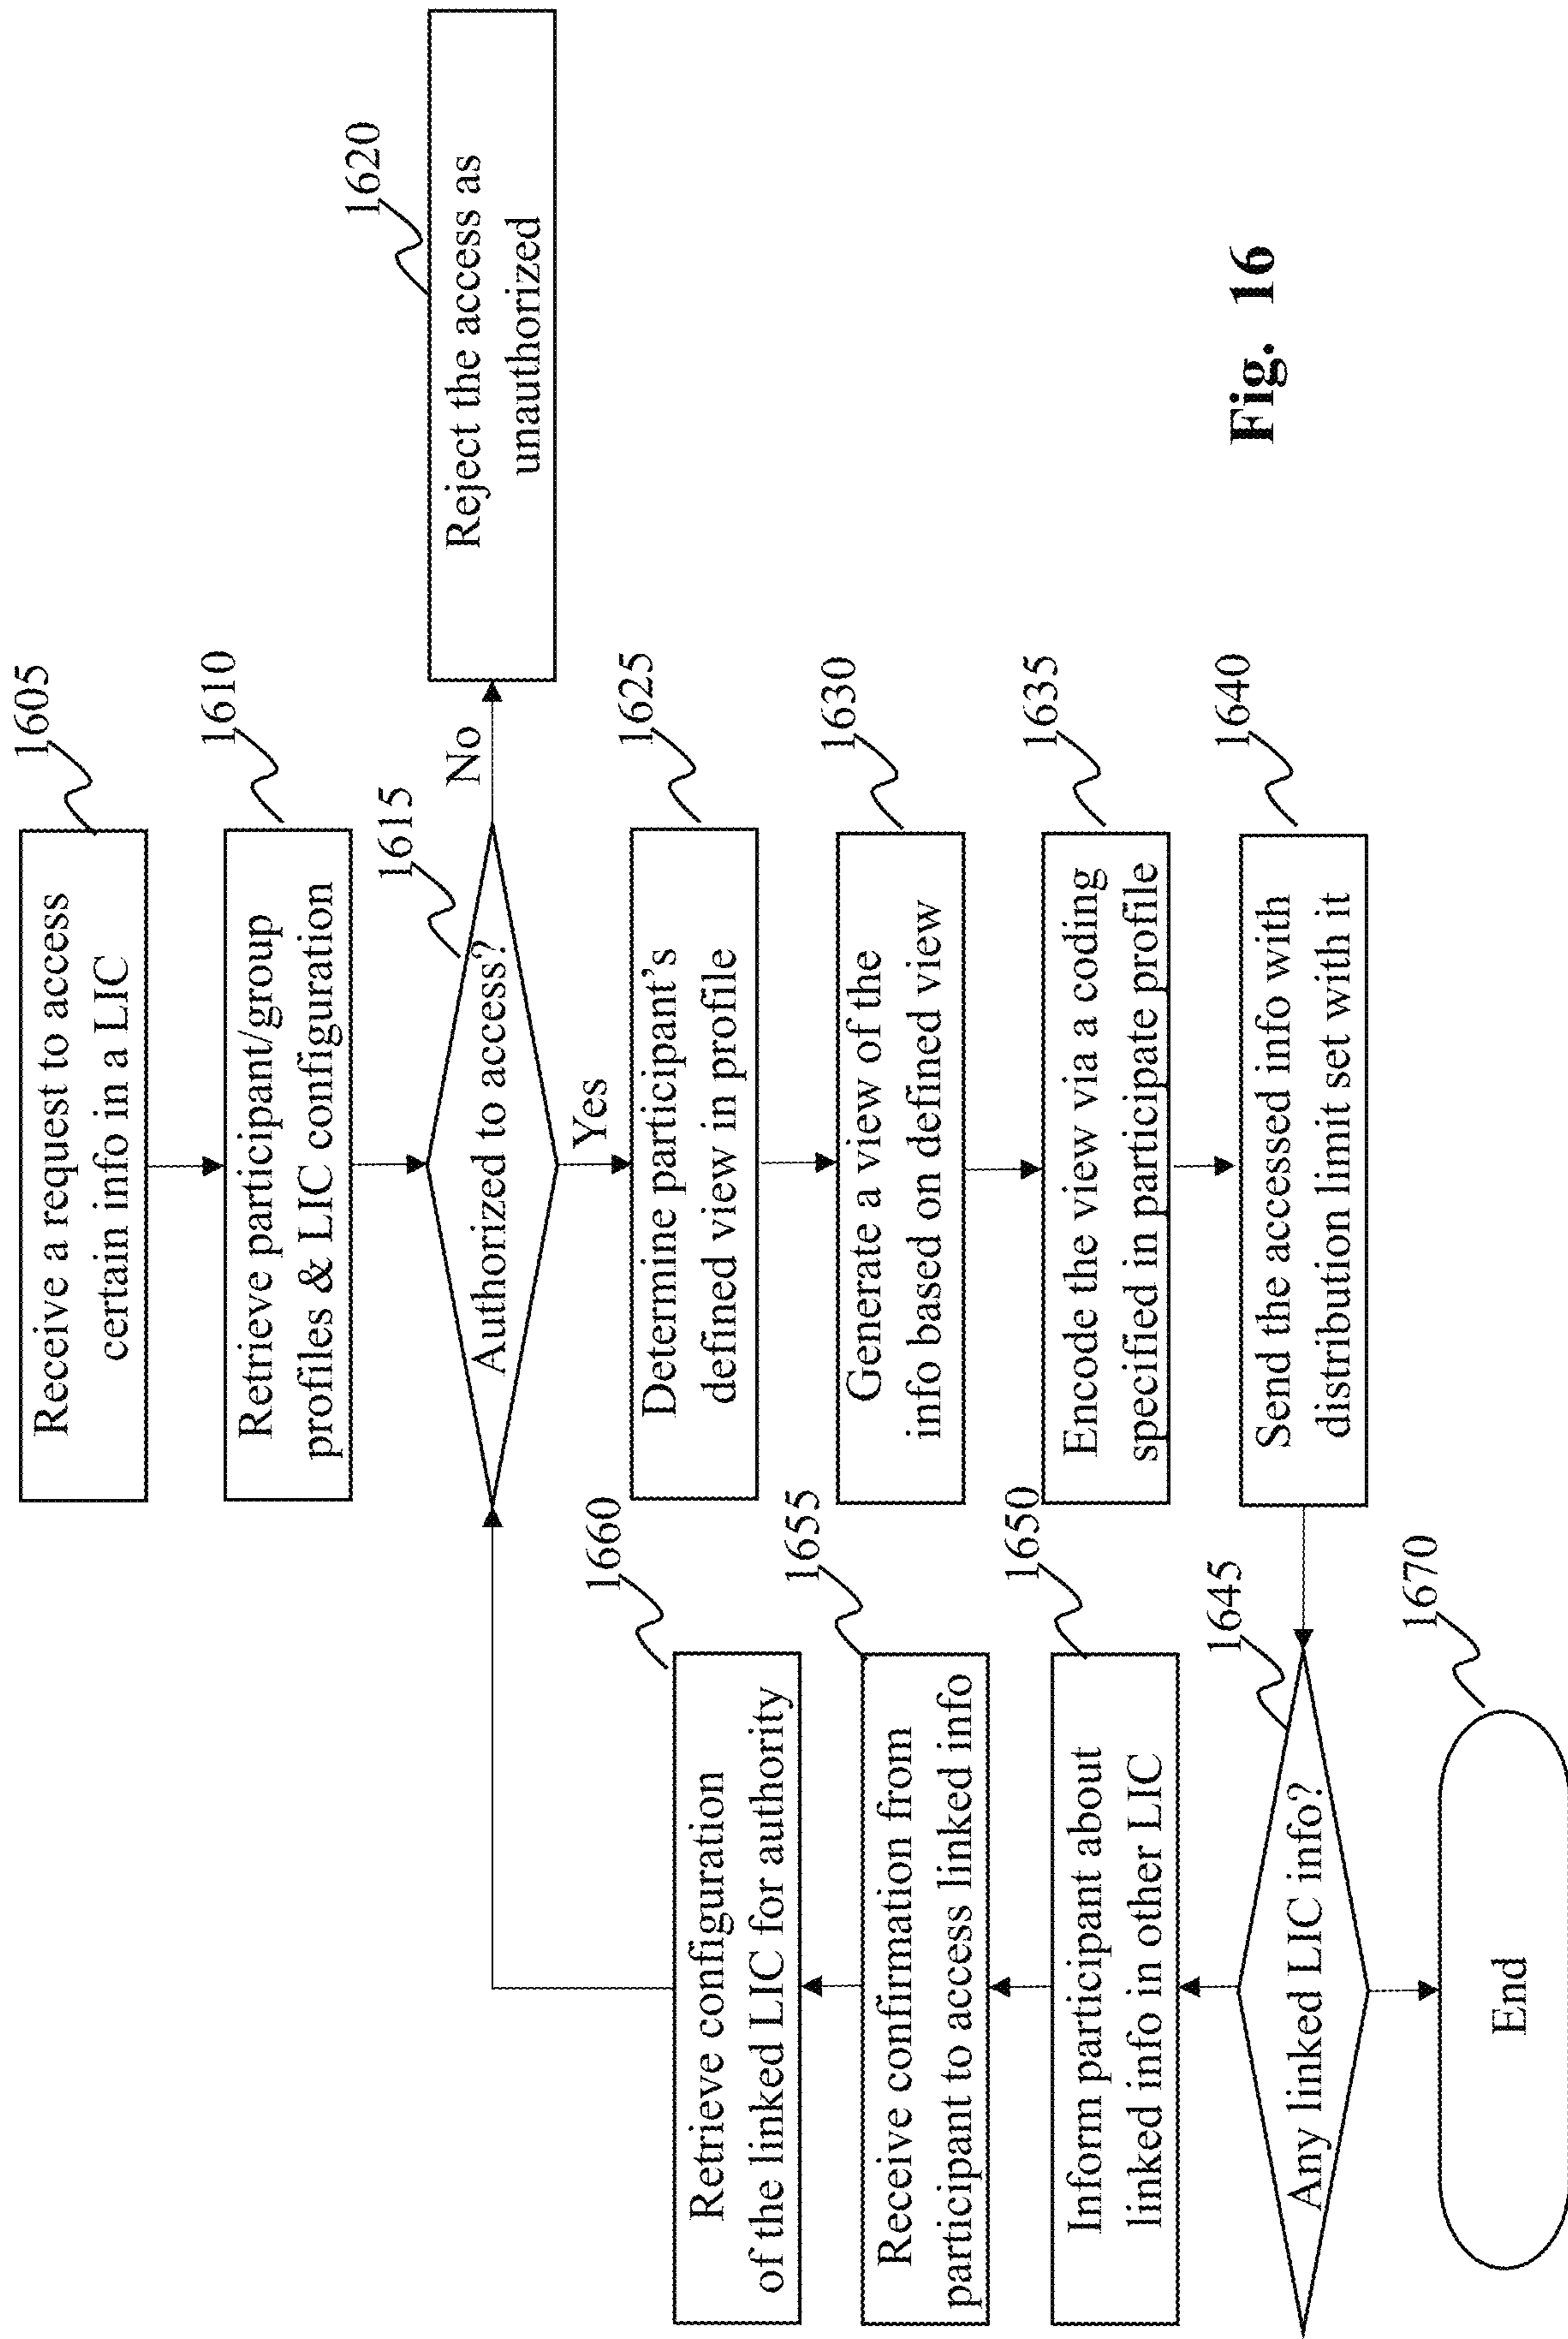 1605
Receive a request to access
certain info in a LIC
1610
Retrieve participant/group
profiles & LIC configuration
1615
Authorized to access?
No
1620
Reject the access as
unauthorized
Yes
1625
Determine participant's
defined view in profile
1630
Generate a view of the
info based on defined view
1635
Encode the view via a coding
specified in participate profile
1640
Send the accessed info with
distribution limit set with it
1645
Any linked LIC info?
1650
Inform participant about
linked info in other LIC
1655
Receive confirmation from
participant to access linked info
1660
Retrieve configuration
of the linked LIC for authority
1670
End
Fig. 16